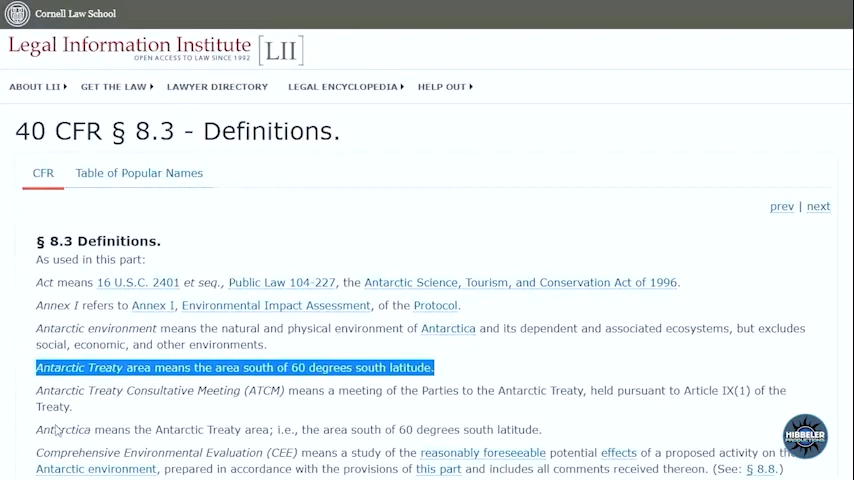 Cornell Law School
Legal Information Institute [LII]
OPEN ACCESS TO LAW SINCE 1992
ABOUT LII GET THE LAW LAWYER DIRECTORY LEGAL ENCYCLOPEDIA HELP OUT
40 CFR § 8.3 - Definitions.
CFR Table of Popular Names
prev | next
§ 8.3 Definitions.
As used in this part:
Act means 16 U.S.C. 2401 et seq., Public Law 104-227, the Antarctic Science, Tourism, and Conservation Act of 1996.
Annex I refers to Annex I, Environmental Impact Assessment, of the Protocol.
Antarctic environment means the natural and physical environment of Antarctica and its dependent and associated ecosystems, but excludes
social, economic, and other environments.
Antarctic Treaty area means the area south of 60 degrees south latitude.
Antarctic Treaty Consultative Meeting (ATCM) means a meeting of the Parties to the Antarctic Treaty, held pursuant to Article IX(1) of the
Treaty.
Antarctica means the Antarctic Treaty area; i.e., the area south of 60 degrees south latitude.
Comprehensive Environmental Evaluation (CEE) means a study of the reasonably foreseeable potential effects of a proposed activity on the
Antarctic environment, prepared in accordance with the provisions of this part and includes all comments received thereon. (See: § 8.8.)
HIBBELER
PRODUCTIONS